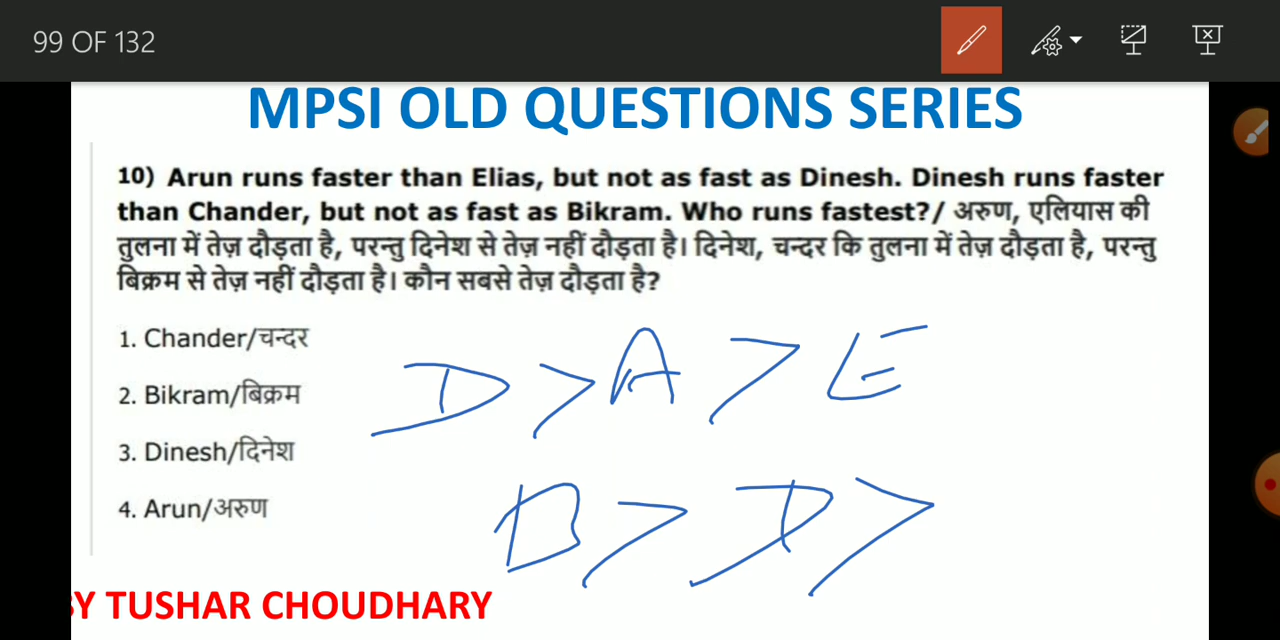 99 OF 132
MPSI OLD QUESTIONS SERIES
10) Arun runs faster than Elias, but not as fast as Dinesh. Dinesh runs faster
than Chander, but not as fast as Bikram. Who runs fastest?/ अरुण, एलियास की
तुलना में तेज़ दौड़ता है, परन्तु दिनेश से तेज़ नहीं दौड़ता है। दिनेश, चन्दर कि तुलना में तेज़ दौड़ता है, परन्तु
बिक्रम से तेज़ नहीं दौड़ता है। कौन सबसे तेज़ दौड़ता है?
1. Chander/चन्दर
2. Bikram/बिक्रम
3. Dinesh/दिनेश
4. Arun/अरुण
D > A > E
B > D >
BY TUSHAR CHOUDHARY